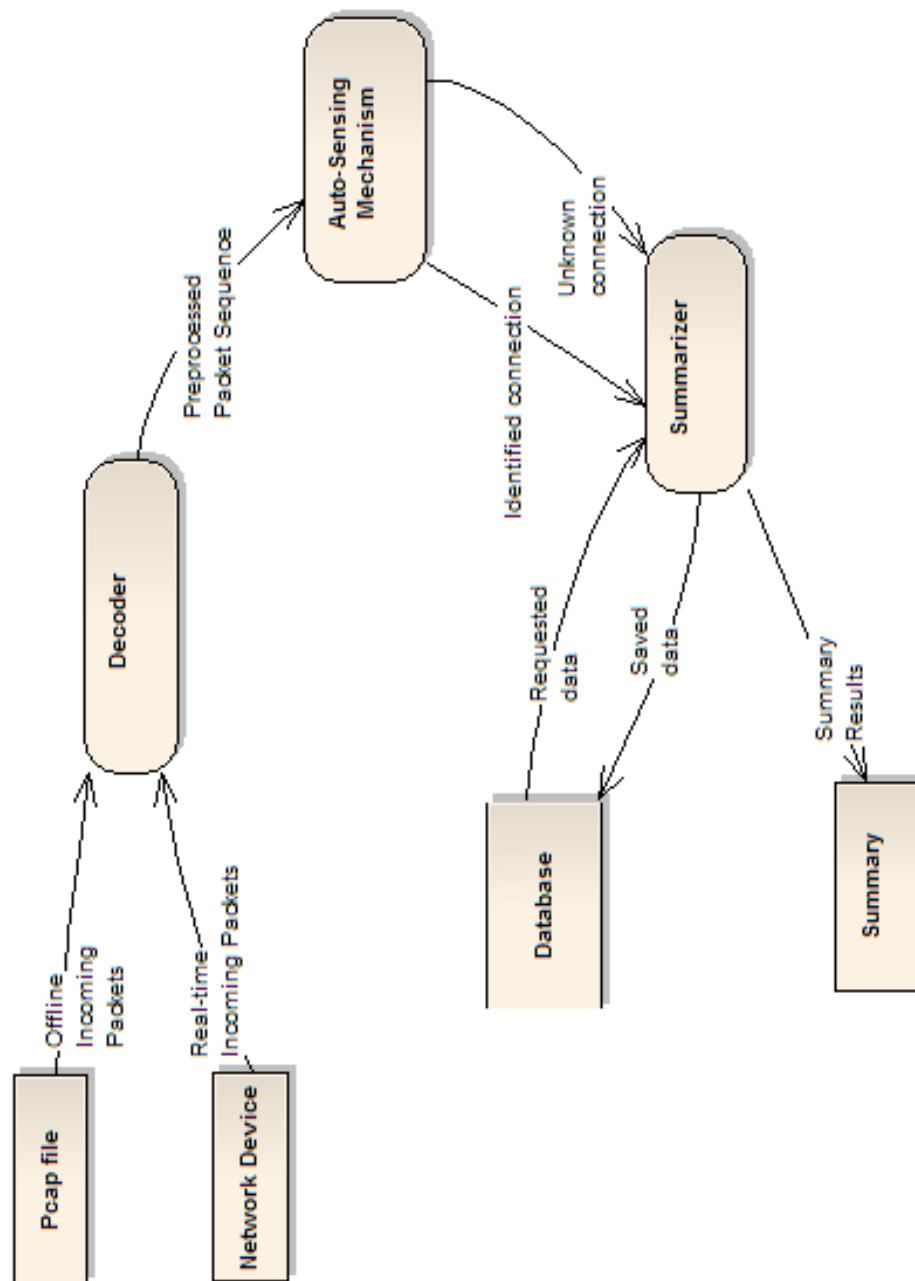 Pcap file
Offline
Incoming
Packets
Network Device
Real-time
Incoming Packets
Decoder
Preprocessed
Packet Sequence
Auto-Sensing
Mechanism
Identified connection
Unknown
connection
Summarizer
Requested
data
Saved
data
Database
Summary
Results
Summary